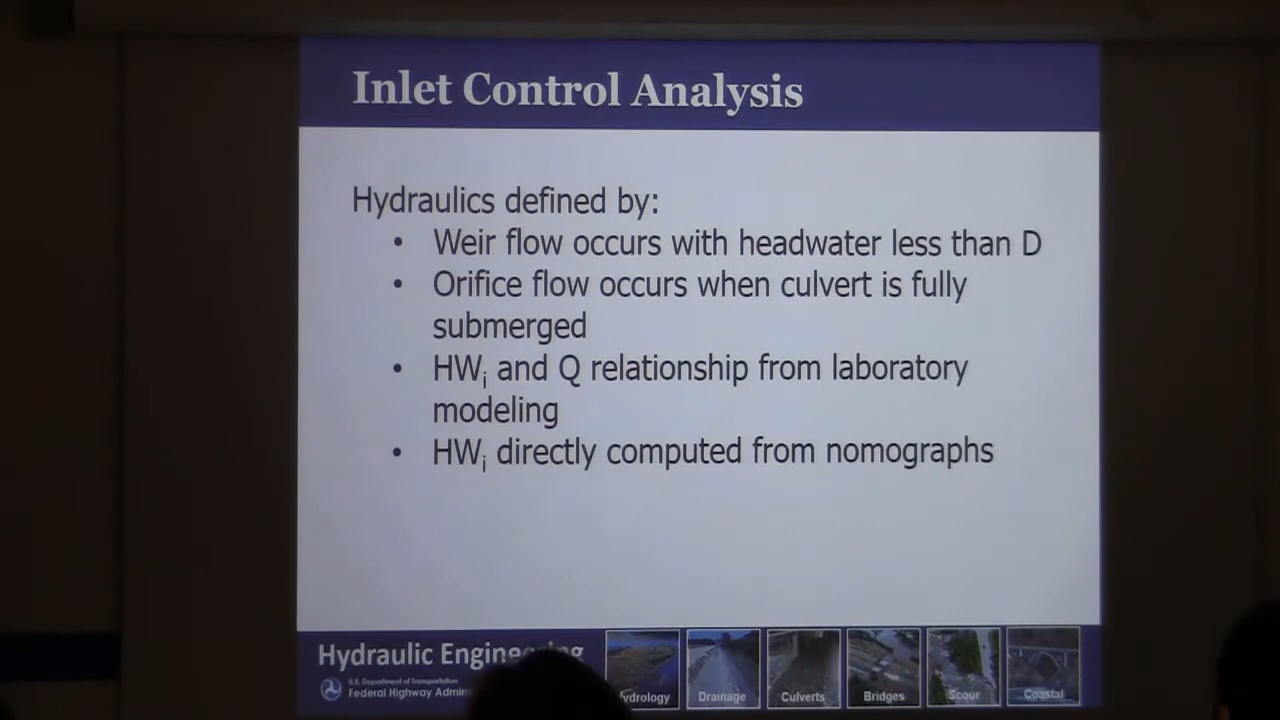 Inlet Control Analysis
Hydraulics defined by:
• Weir flow occurs with headwater less than D
• Orifice flow occurs when culvert is fully
submerged
• HWi and Q relationship from laboratory
modeling
• HWi directly computed from nomographs
Hydraulic Engineering
U.S. Department of Transportation
Federal Highway
Drainage
Culverts
Bridges
Scour
Coastal